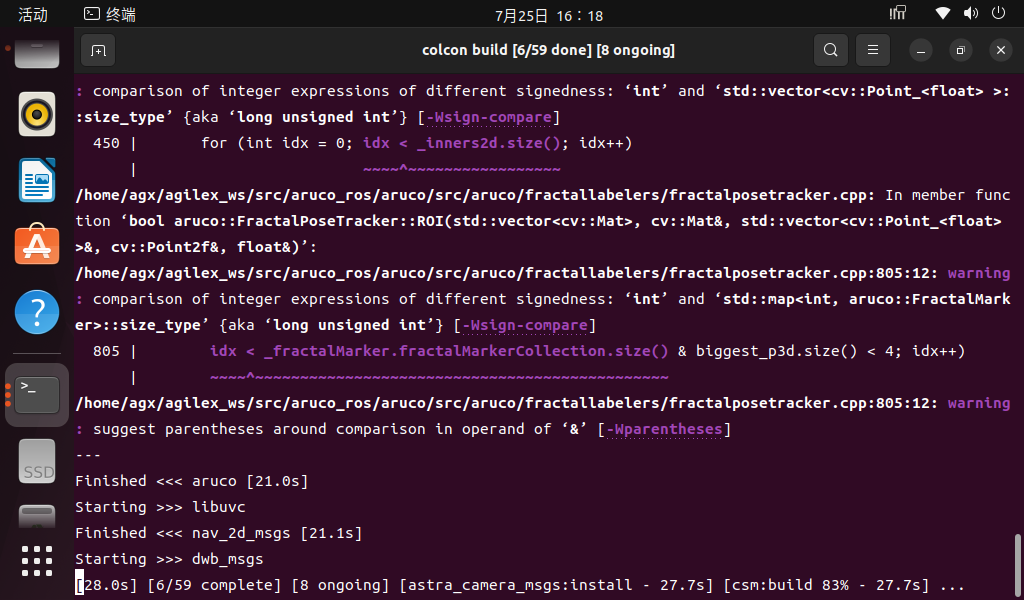 活动
终端
7月25日 16：18
colcon build [6/59 done] [8 ongoing]
: comparison of integer expressions of different signedness: ‘int’ and ‘std::vector<cv::Point_<float> >:
:size_type’ {aka ‘long unsigned int’} [-Wsign-compare]
450 |       for (int idx = 0; idx < _inners2d.size(); idx++)
|                         ~~~~^~~~~~~~~~~~~~~~~~
/home/agx/agilex_ws/src/aruco_ros/aruco/src/aruco/fractallabelers/fractalposetracker.cpp: In member func
tion ‘bool aruco::FractalPoseTracker::ROI(std::vector<cv::Mat>, cv::Mat&, std::vector<cv::Point_<float>
>&, cv::Point2f&, float&)’:
/home/agx/agilex_ws/src/aruco_ros/aruco/src/aruco/fractallabelers/fractalposetracker.cpp:805:12: warning
: comparison of integer expressions of different signedness: ‘int’ and ‘std::map<int, aruco::FractalMark
er>::size_type’ {aka ‘long unsigned int’} [-Wsign-compare]
805 |        idx < _fractalMarker.fractalMarkerCollection.size() & biggest_p3d.size() < 4; idx++)
|        ~~~~^~~~~~~~~~~~~~~~~~~~~~~~~~~~~~~~~~~~~~~~~~~~~~~
/home/agx/agilex_ws/src/aruco_ros/aruco/src/aruco/fractallabelers/fractalposetracker.cpp:805:12: warning
: suggest parentheses around comparison in operand of ‘&’ [-Wparentheses]
---
Finished <<< aruco [21.0s]
Starting >>> libuvc
Finished <<< nav_2d_msgs [21.1s]
Starting >>> dwb_msgs
[28.0s] [6/59 complete] [8 ongoing] [astra_camera_msgs:install - 27.7s] [csm:build 83% - 27.7s] ...
>_
SSD